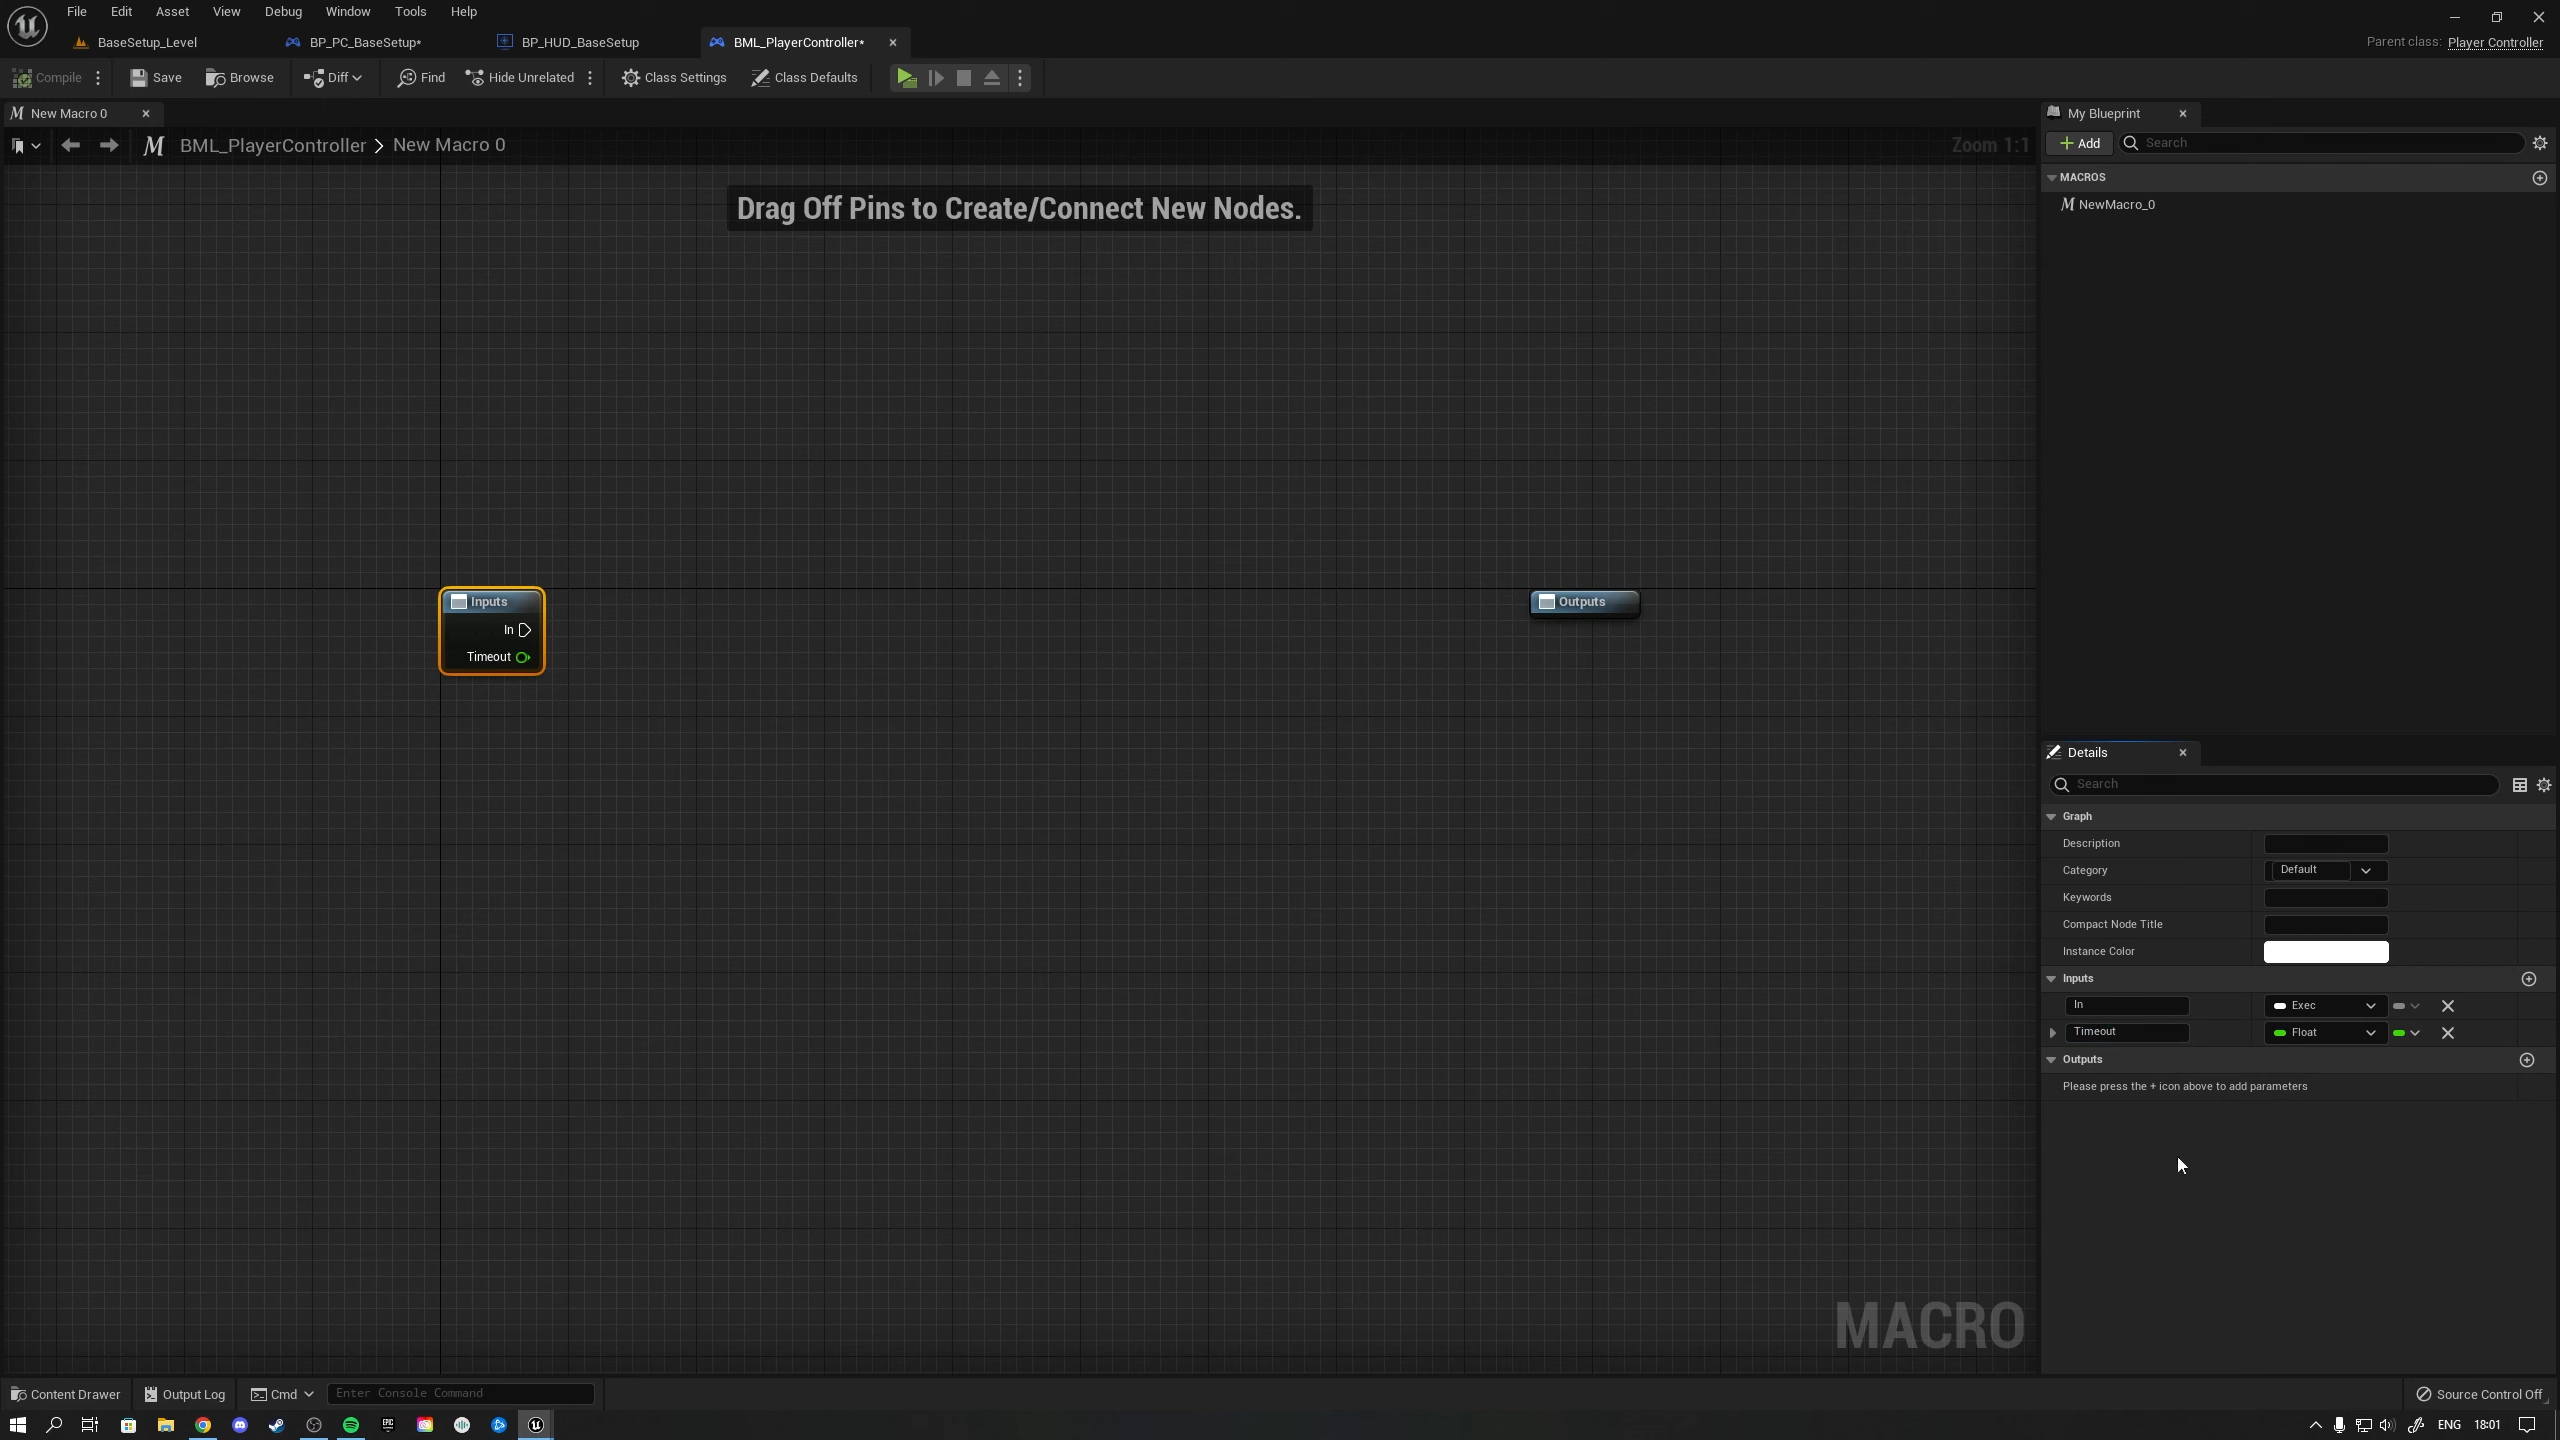 File Edit Asset View Debug Window Tools Help
BaseSetup_Level BP_PC_BaseSetup* BP_HUD_BaseSetup BML_PlayerController*
Parent class: Player Controller
Compile Save Browse Diff Find Hide Unrelated Class Settings Class Defaults
New Macro 0
BML_PlayerController > New Macro 0
Zoom 1:1
Drag Off Pins to Create/Connect New Nodes.
Inputs
In
Timeout
Outputs
MACRO
My Blueprint
Add Search
MACROS
NewMacro_0
Details
Search
Graph
Description
Category Default
Keywords
Compact Node Title
Instance Color
Inputs
In Exec
Timeout Float
Outputs
Please press the + icon above to add parameters
Content Drawer Output Log Cmd Enter Console Command Source Control Off
EPIC ENG 18:01